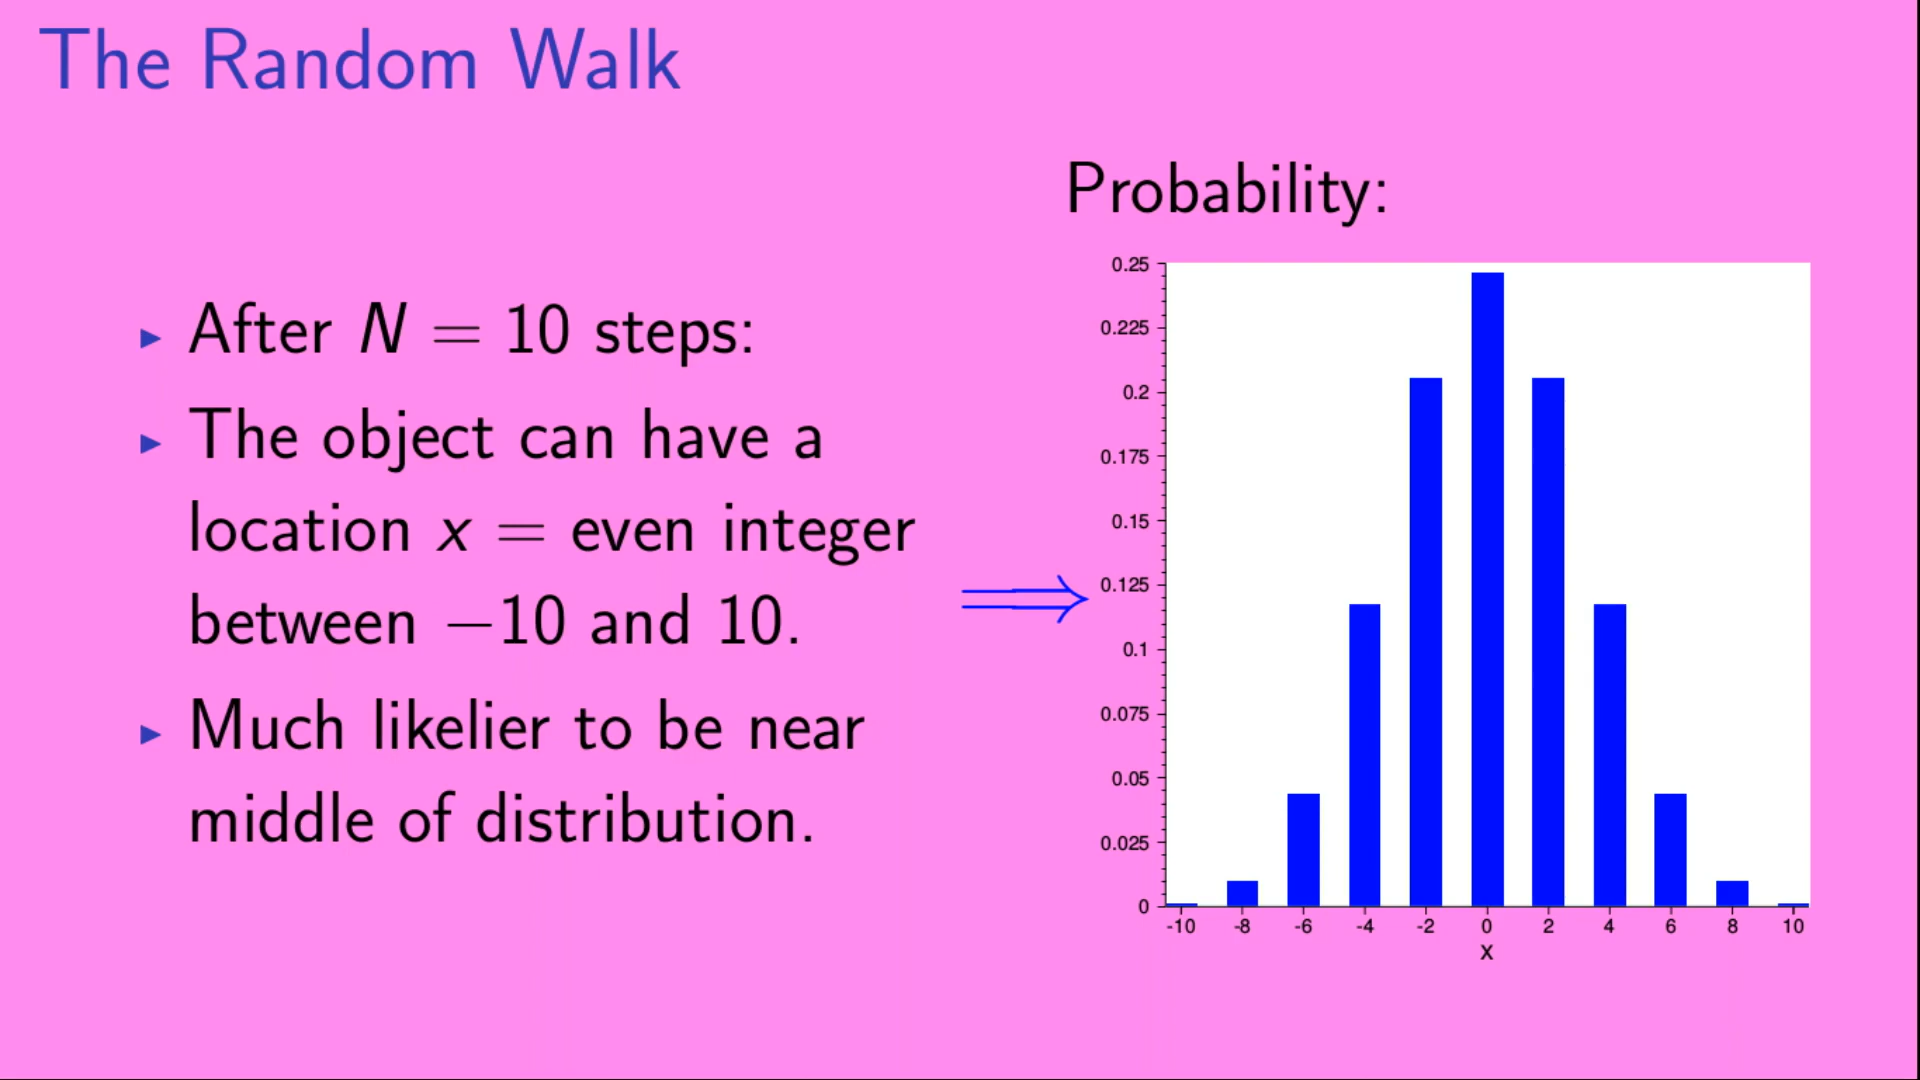 The Random Walk
▶ After N = 10 steps:
▶ The object can have a
location x = even integer
between −10 and 10.
▶ Much likelier to be near
middle of distribution.
⟹
Probability:
0.25
0.225
0.2
0.175
0.15
0.125
0.1
0.075
0.05
0.025
0
-10 -8 -6 -4 -2 0 2 4 6 8 10
x